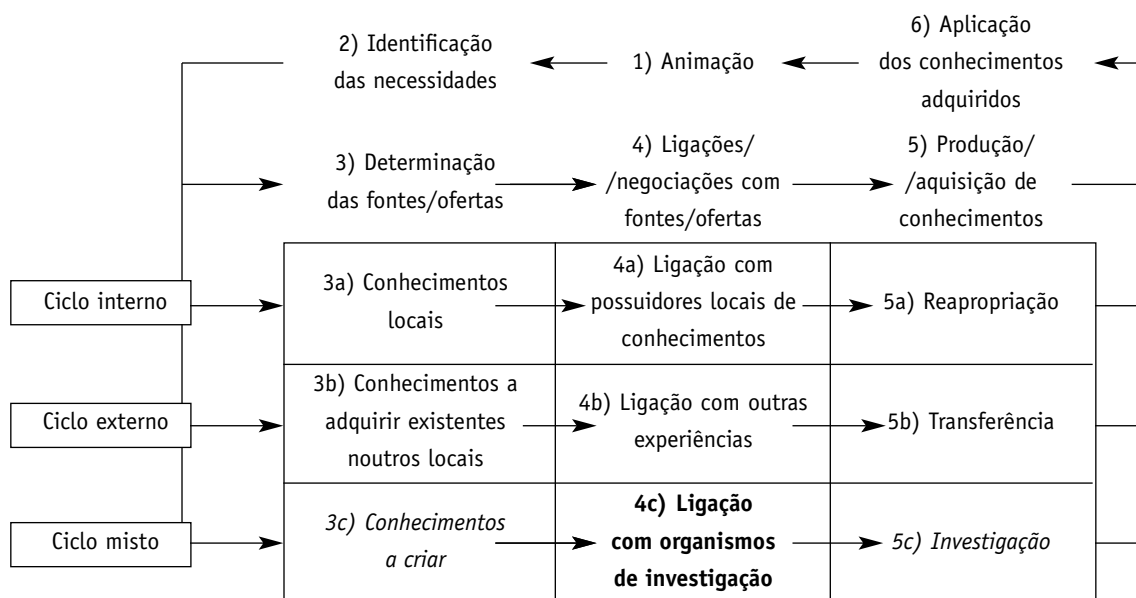 2) Identificação
das necessidades
1) Animação
6) Aplicação
dos conhecimentos
adquiridos
3) Determinação
das fontes/ofertas
4) Ligações/
/negociações com
fontes/ofertas
5) Produção/
/aquisição de
conhecimentos
Ciclo interno
3a) Conhecimentos
locais
4a) Ligação com
possuidores locais de
conhecimentos
5a) Reapropriação
Ciclo externo
3b) Conhecimentos a
adquirir existentes
noutros locais
4b) Ligação com outras
experiências
5b) Transferência
Ciclo misto
3c) Conhecimentos
a criar
4c) Ligação
com organismos
de investigação
5c) Investigação